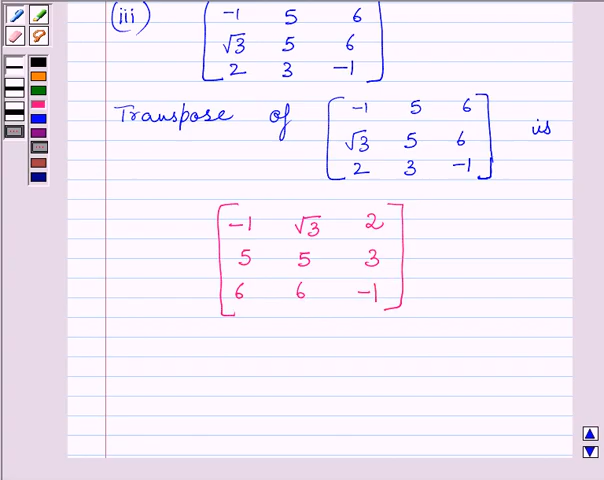 (iii) [ -1 5 6
√3 5 6
2 3 -1 ]
Transpose of [ -1 5 6 is
√3 5 6
2 3 -1 ]
[ -1 √3 2
5 5 3
6 6 -1 ]